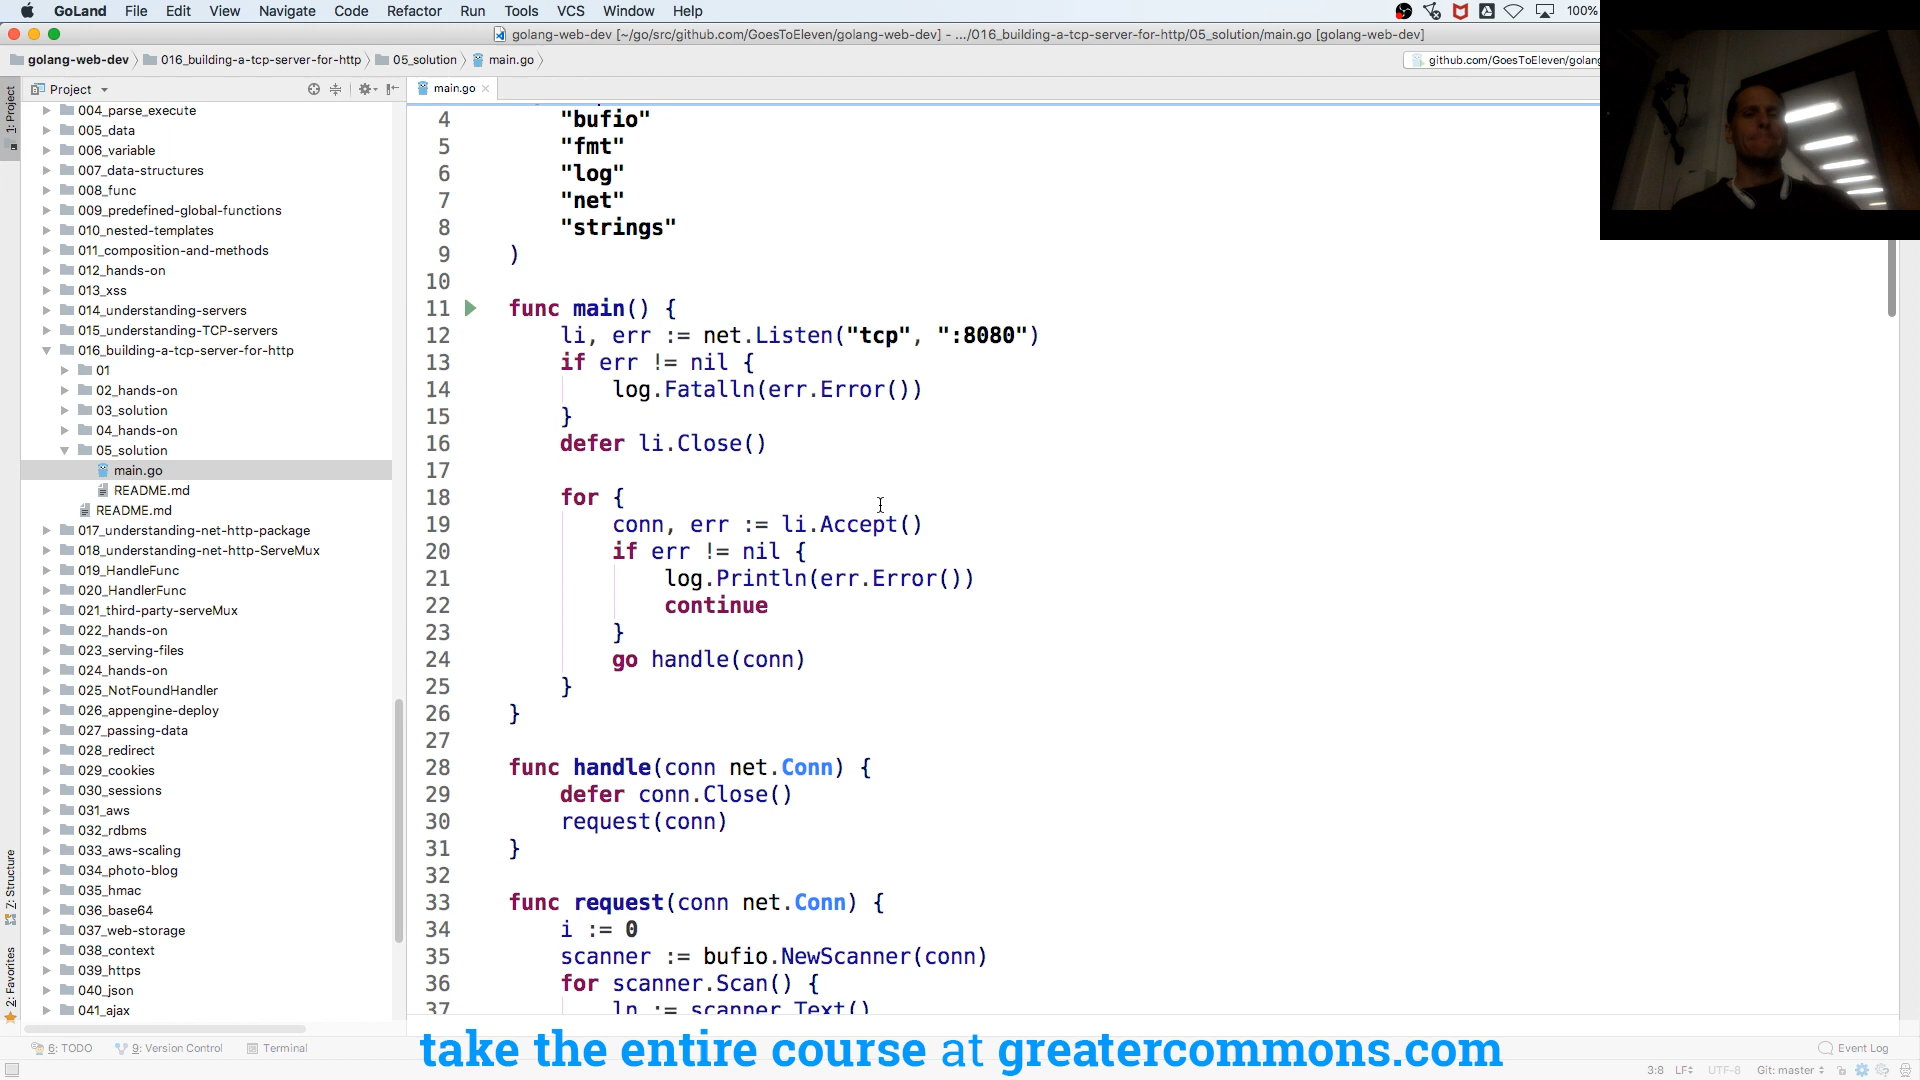 GoLand File Edit View Navigate Code Refactor Run Tools VCS Window Help 100%
golang-web-dev [~/go/src/github.com/GoesToEleven/golang-web-dev] - .../016_building-a-tcp-server-for-http/05_solution/main.go [golang-web-dev]
golang-web-dev 016_building-a-tcp-server-for-http 05_solution main.go github.com/GoesToEleven/golang
1: Project
7: Structure
2: Favorites
Project
004_parse_execute
005_data
006_variable
007_data-structures
008_func
009_predefined-global-functions
010_nested-templates
011_composition-and-methods
012_hands-on
013_xss
014_understanding-servers
015_understanding-TCP-servers
016_building-a-tcp-server-for-http
01
02_hands-on
03_solution
04_hands-on
05_solution
main.go
README.md
README.md
017_understanding-net-http-package
018_understanding-net-http-ServeMux
019_HandleFunc
020_HandlerFunc
021_third-party-serveMux
022_hands-on
023_serving-files
024_hands-on
025_NotFoundHandler
026_appengine-deploy
027_passing-data
028_redirect
029_cookies
030_sessions
031_aws
032_rdbms
033_aws-scaling
034_photo-blog
035_hmac
036_base64
037_web-storage
038_context
039_https
040_json
041_ajax
main.go
4 "bufio"
5 "fmt"
6 "log"
7 "net"
8 "strings"
9 )
10
11 func main() {
12 li, err := net.Listen("tcp", ":8080")
13 if err != nil {
14 log.Fatalln(err.Error())
15 }
16 defer li.Close()
17
18 for {
19 conn, err := li.Accept()
20 if err != nil {
21 log.Println(err.Error())
22 continue
23 }
24 go handle(conn)
25 }
26 }
27
28 func handle(conn net.Conn) {
29 defer conn.Close()
30 request(conn)
31 }
32
33 func request(conn net.Conn) {
34 i := 0
35 scanner := bufio.NewScanner(conn)
36 for scanner.Scan() {
37 ln := scanner.Text()
take the entire course at greatercommons.com
6: TODO 9: Version Control Terminal Event Log
3:8 LF UTF-8 Git: master